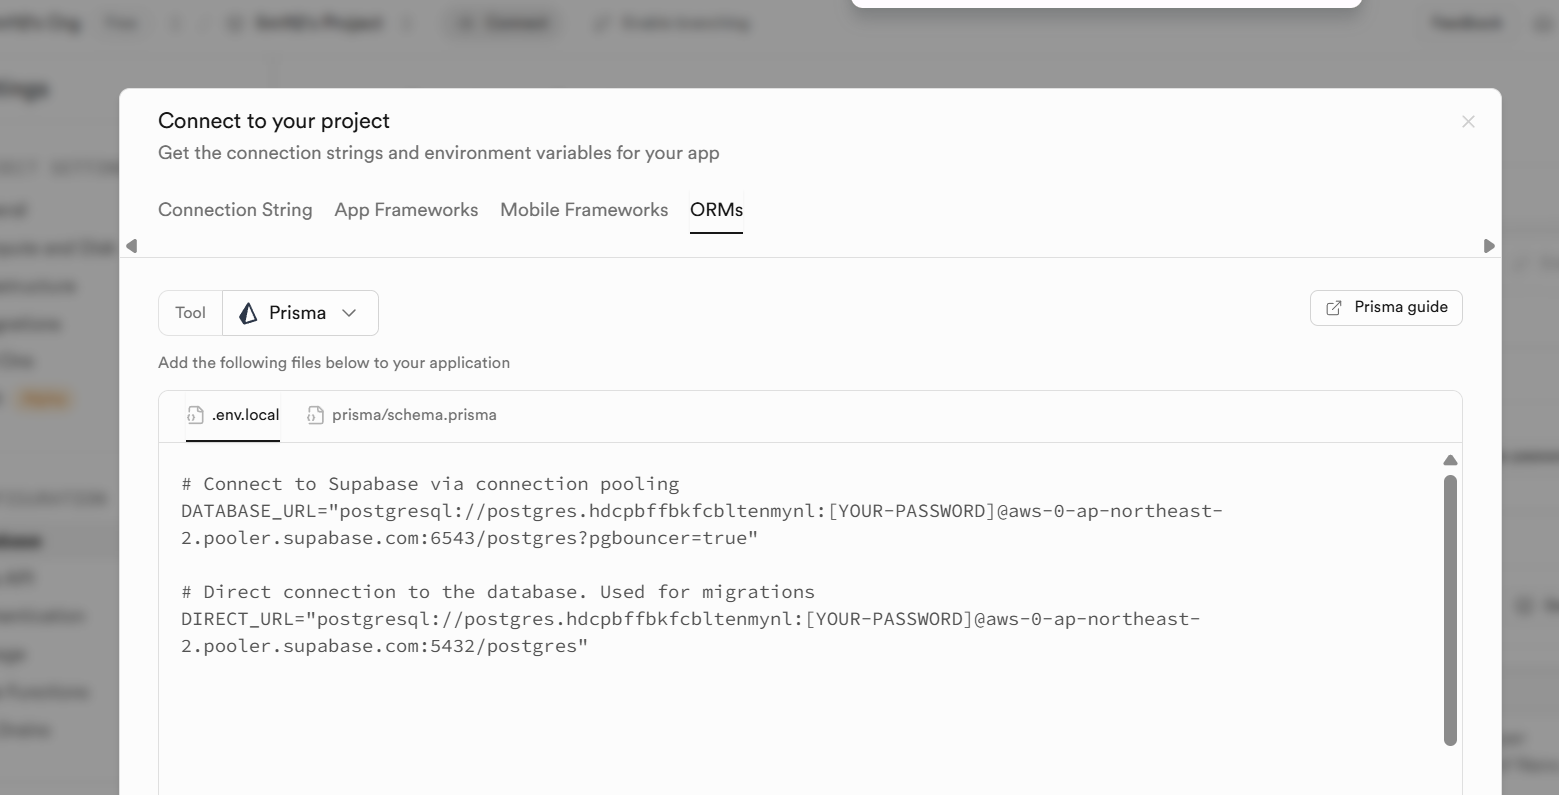 Connect to your project
Get the connection strings and environment variables for your app
Connection String App Frameworks Mobile Frameworks ORMs
Tool Prisma Prisma guide
Add the following files below to your application
.env.local prisma/schema.prisma
# Connect to Supabase via connection pooling
DATABASE_URL="postgresql://postgres.hdcpbffbkfcbltenmynl:[YOUR-PASSWORD]@aws-0-ap-northeast-
2.pooler.supabase.com:6543/postgres?pgbouncer=true"
# Direct connection to the database. Used for migrations
DIRECT_URL="postgresql://postgres.hdcpbffbkfcbltenmynl:[YOUR-PASSWORD]@aws-0-ap-northeast-
2.pooler.supabase.com:5432/postgres"